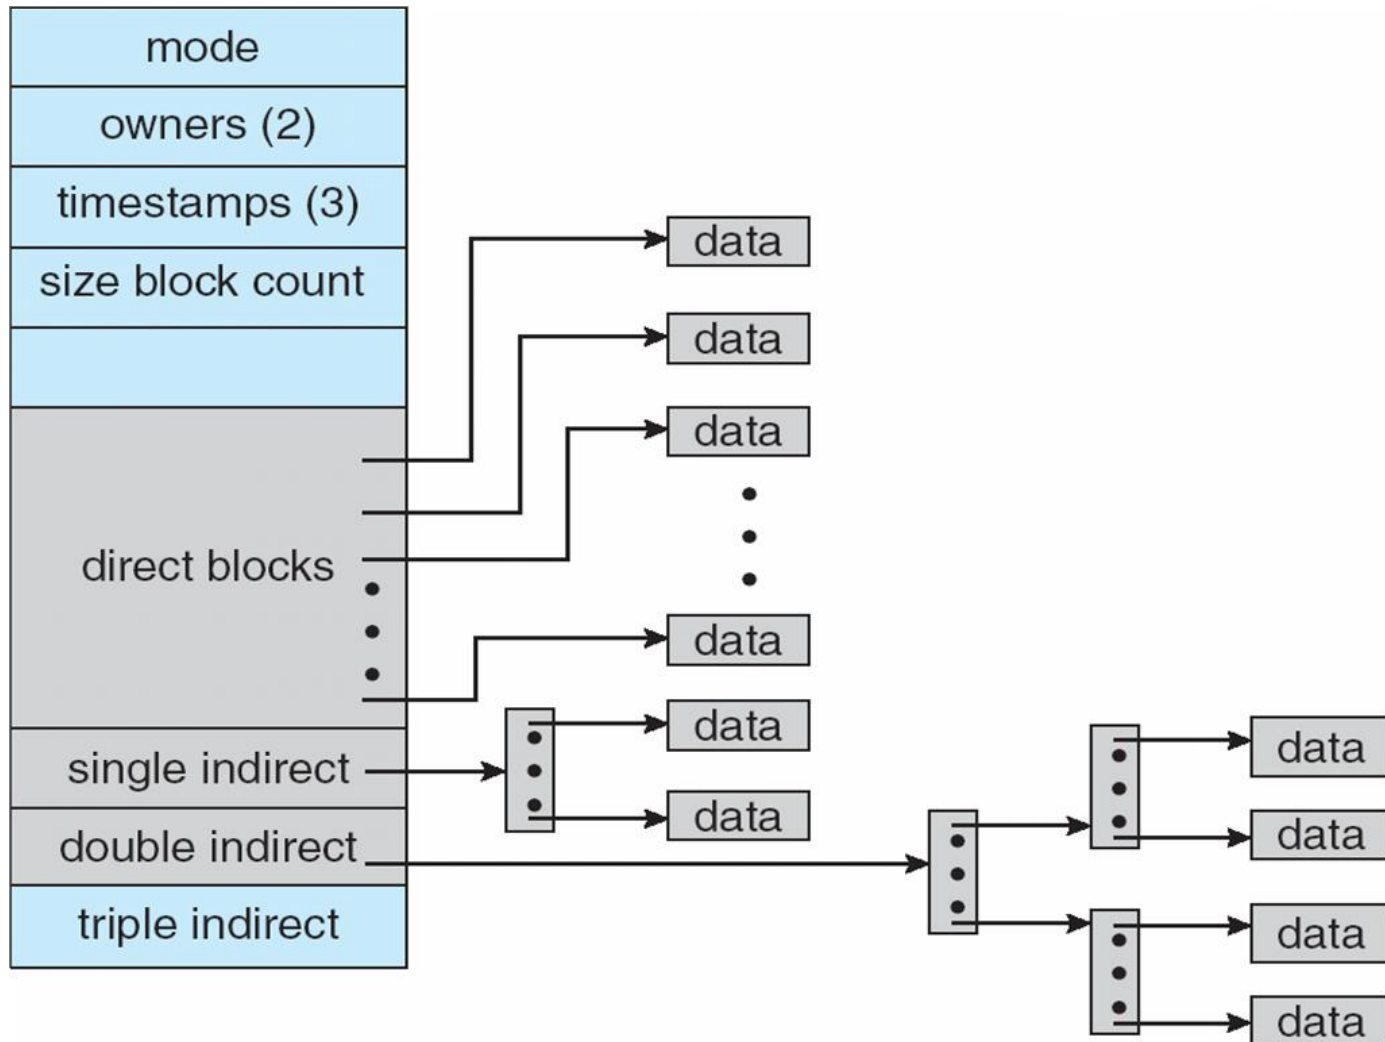 mode
owners (2)
timestamps (3)
size block count
direct blocks
single indirect
double indirect
triple indirect
data
data
data
data
data
data
data
data
data
data